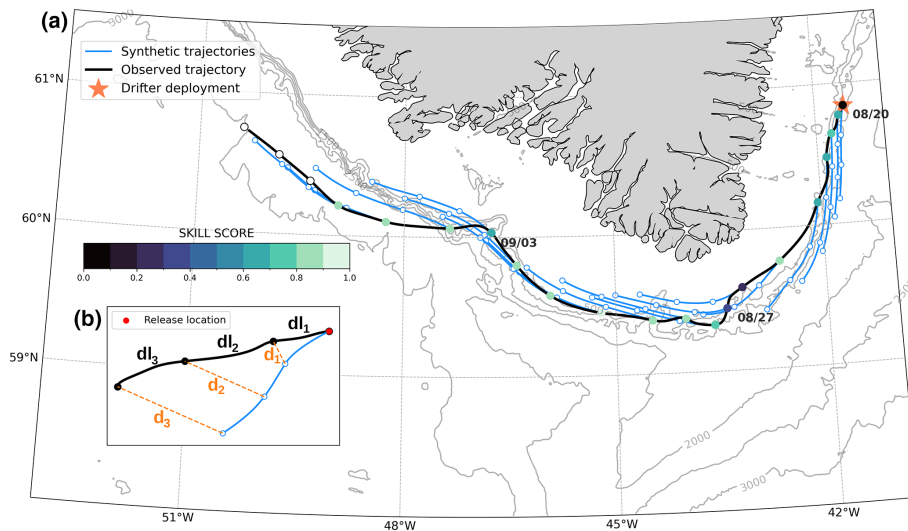 (a)
3000
Synthetic trajectories
Observed trajectory
Drifter deployment
61°N
60°N
59°N
08/20
09/03
08/27
SKILL SCORE
0.0 0.2 0.4 0.6 0.8 1.0
(b)
Release location
dl3 dl2 dl1
d1
d2
d3
2000
3000
51°W 48°W 45°W 42°W